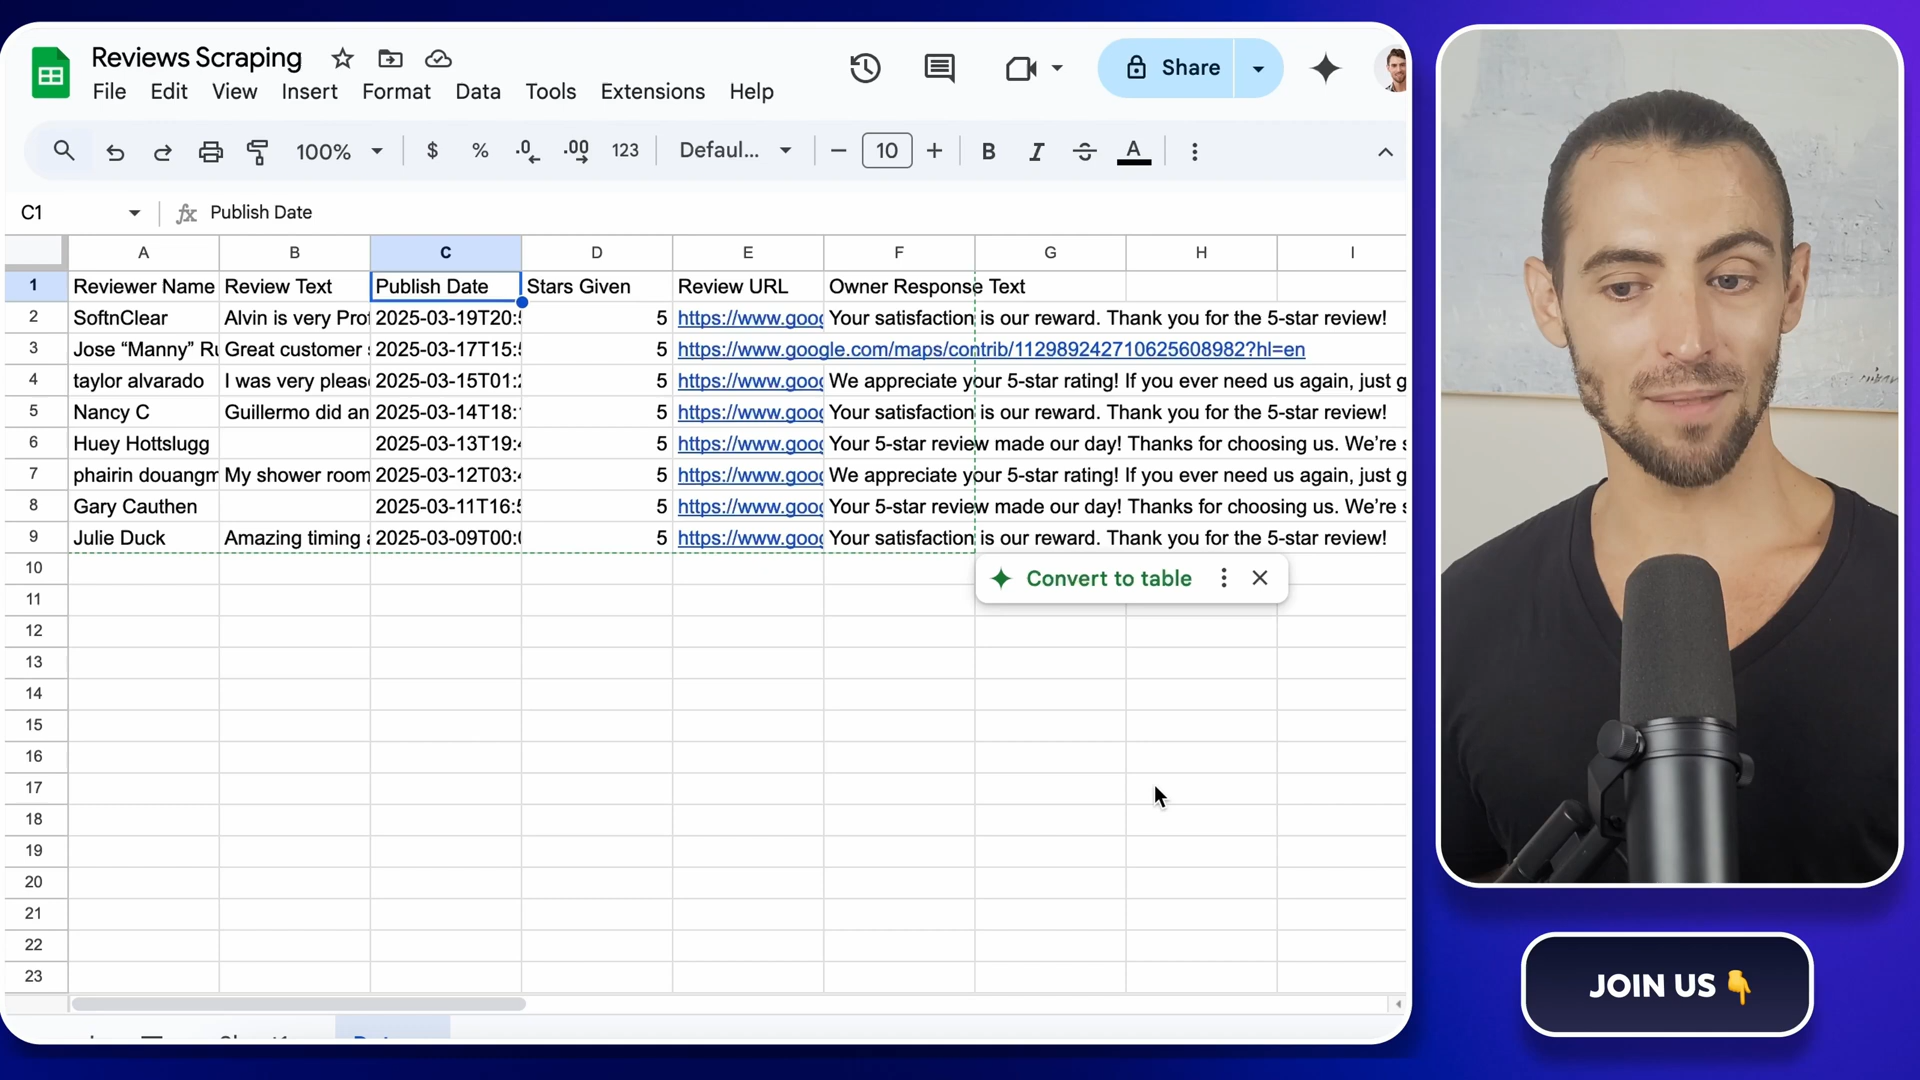 Reviews Scraping
File Edit View Insert Format Data Tools Extensions Help
Share
100% $ % .0 .00 123 Defaul... 10 B I A
C1 fx Publish Date
A B C D E F G H I
1 Reviewer Name Review Text Publish Date Stars Given Review URL Owner Response Text
2 SoftnClear Alvin is very Pro 2025-03-19T20: 5 https://www.goo Your satisfaction is our reward. Thank you for the 5-star review!
3 Jose “Manny” Ru Great customer 2025-03-17T15: 5 https://www.google.com/maps/contrib/112989242710625608982?hl=en
4 taylor alvarado I was very pleas 2025-03-15T01: 5 https://www.goo We appreciate your 5-star rating! If you ever need us again, just g
5 Nancy C Guillermo did an 2025-03-14T18: 5 https://www.goo Your satisfaction is our reward. Thank you for the 5-star review!
6 Huey Hottslugg 2025-03-13T19: 5 https://www.goo Your 5-star review made our day! Thanks for choosing us. We’re s
7 phairin douangm My shower room 2025-03-12T03: 5 https://www.goo We appreciate your 5-star rating! If you ever need us again, just g
8 Gary Cauthen 2025-03-11T16: 5 https://www.goo Your 5-star review made our day! Thanks for choosing us. We’re s
9 Julie Duck Amazing timing 2025-03-09T00: 5 https://www.goo Your satisfaction is our reward. Thank you for the 5-star review!
Convert to table
10
11
12
13
14
15
16
17
18
19
20
21
22
23
JOIN US 👇